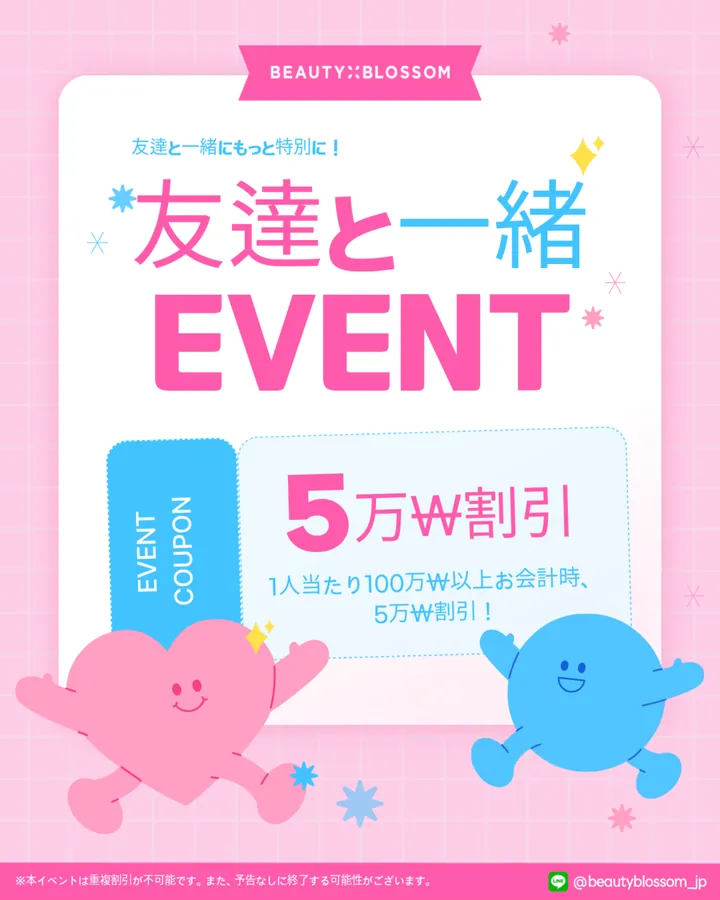 BEAUTY BLOSSOM
友達と一緒にもっと特別に！
友達と一緒
EVENT
EVENT
COUPON
5万₩割引
1人当たり100万₩以上お会計時、
5万₩割引！
※本イベントは重複割引が不可能です。また、予告なしに終了する可能性がございます。
LINE
@beautyblossom_jp